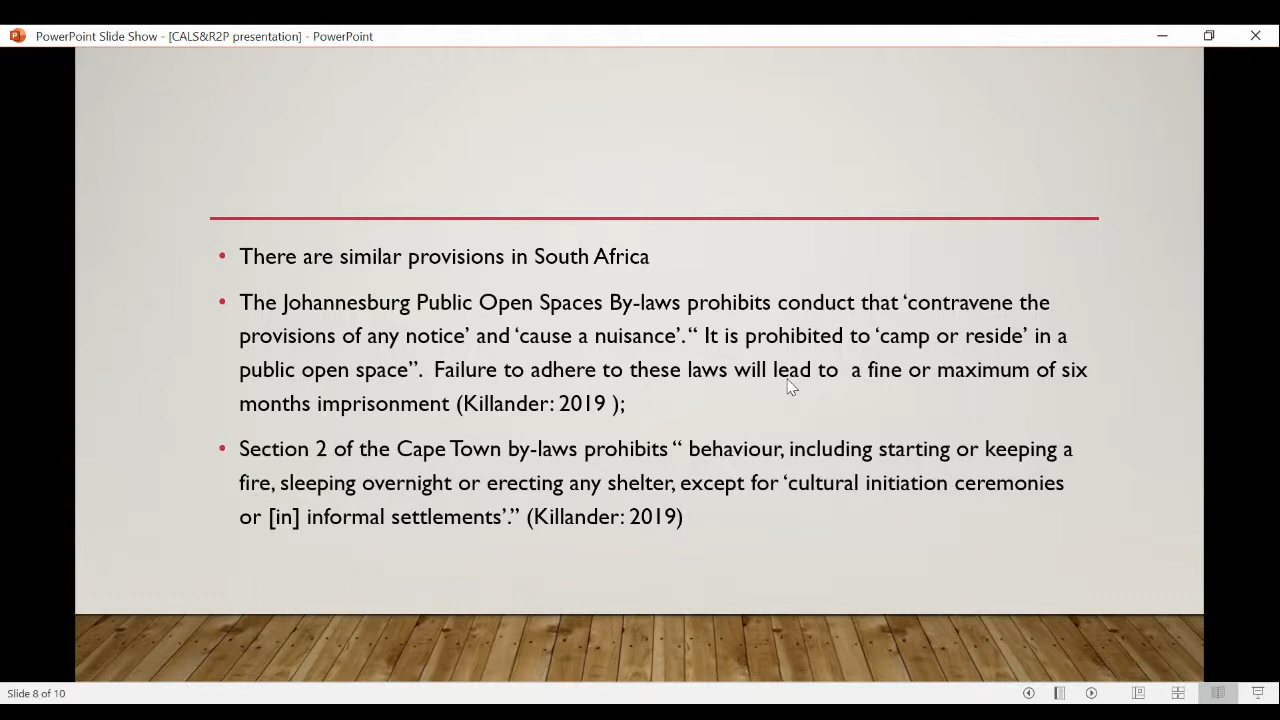 PowerPoint Slide Show - [CALS&R2P presentation] - PowerPoint
• There are similar provisions in South Africa
• The Johannesburg Public Open Spaces By-laws prohibits conduct that ‘contravene the
provisions of any notice’ and ‘cause a nuisance’.“ It is prohibited to ‘camp or reside’ in a
public open space”. Failure to adhere to these laws will lead to a fine or maximum of six
months imprisonment (Killander: 2019 );
• Section 2 of the Cape Town by-laws prohibits “ behaviour, including starting or keeping a
fire, sleeping overnight or erecting any shelter, except for ‘cultural initiation ceremonies
or [in] informal settlements’.” (Killander: 2019)
Slide 8 of 10